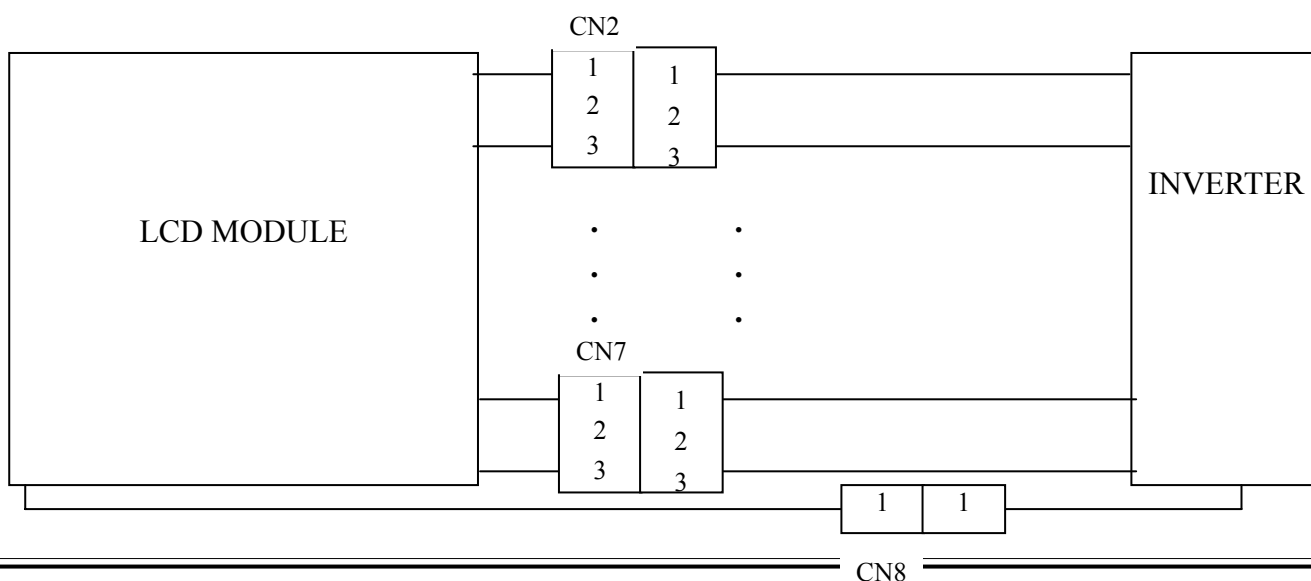 CN2
1 1
2 2
3 3
LCD MODULE
INVERTER
. .
. .
. .
CN7
1 1
2 2
3 3
1 1
CN8